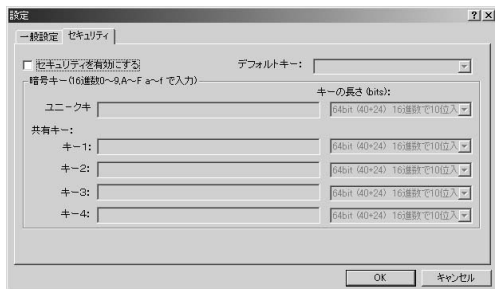 設定
一般設定 セキュリティ
セキュリティを有効にする デフォルトキー:
暗号キー(16進数0~9,A~F a~f で入力)
キーの長さ(bits):
ユニークキ 64bit (40+24) 16進数で10位入
共有キー:
キー1: 64bit (40+24) 16進数で10位入
キー2: 64bit (40+24) 16進数で10位入
キー3: 64bit (40+24) 16進数で10位入
キー4: 64bit (40+24) 16進数で10位入
OK キャンセル